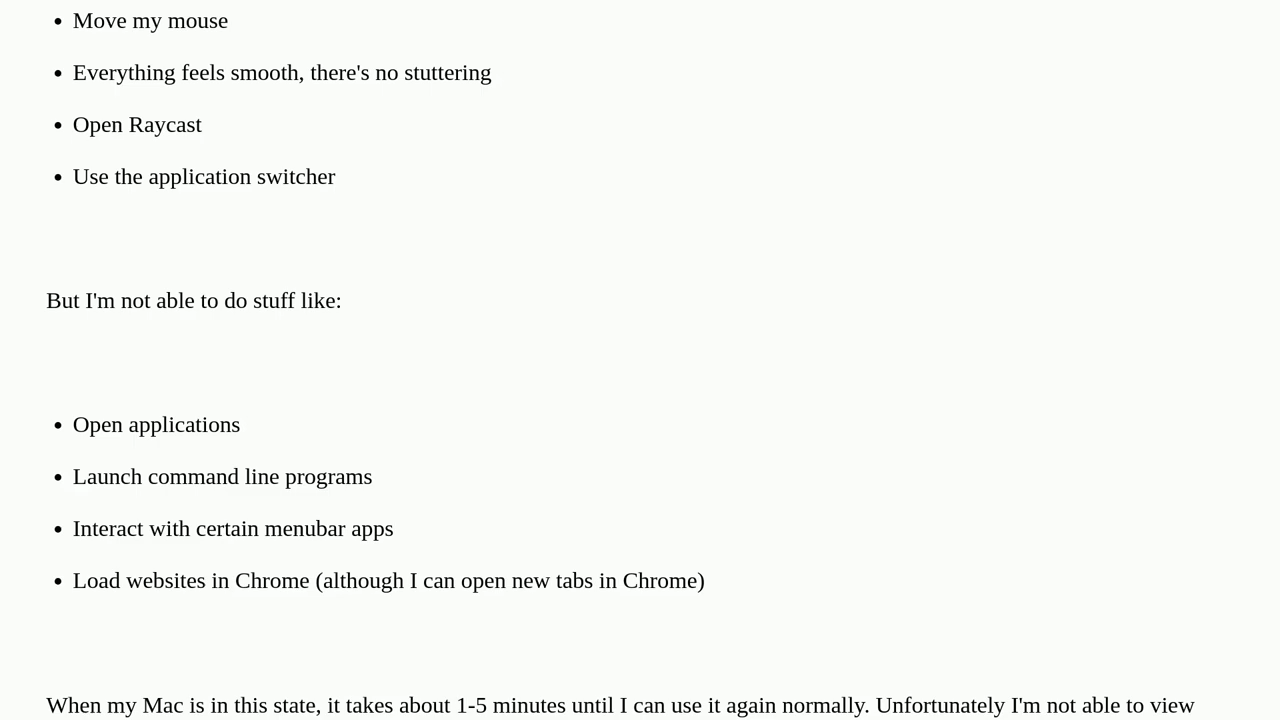 • Move my mouse
• Everything feels smooth, there's no stuttering
• Open Raycast
• Use the application switcher
But I'm not able to do stuff like:
• Open applications
• Launch command line programs
• Interact with certain menubar apps
• Load websites in Chrome (although I can open new tabs in Chrome)
When my Mac is in this state, it takes about 1-5 minutes until I can use it again normally. Unfortunately I'm not able to view